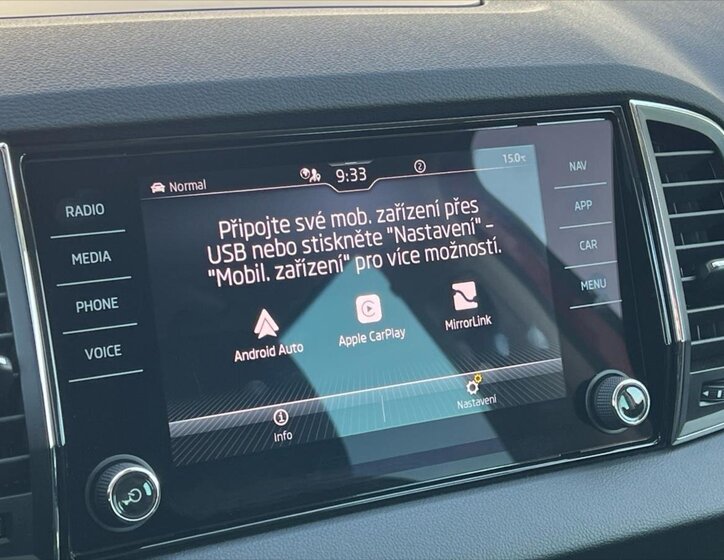 RADIO
MEDIA
PHONE
VOICE
Normal
9:33
2
15.0°C
Připojte své mob. zařízení přes
USB nebo stiskněte "Nastavení" -
"Mobil. zařízení" pro více možností.
Android Auto
Apple CarPlay
MirrorLink
Info
Nastavení
NAV
APP
CAR
MENU